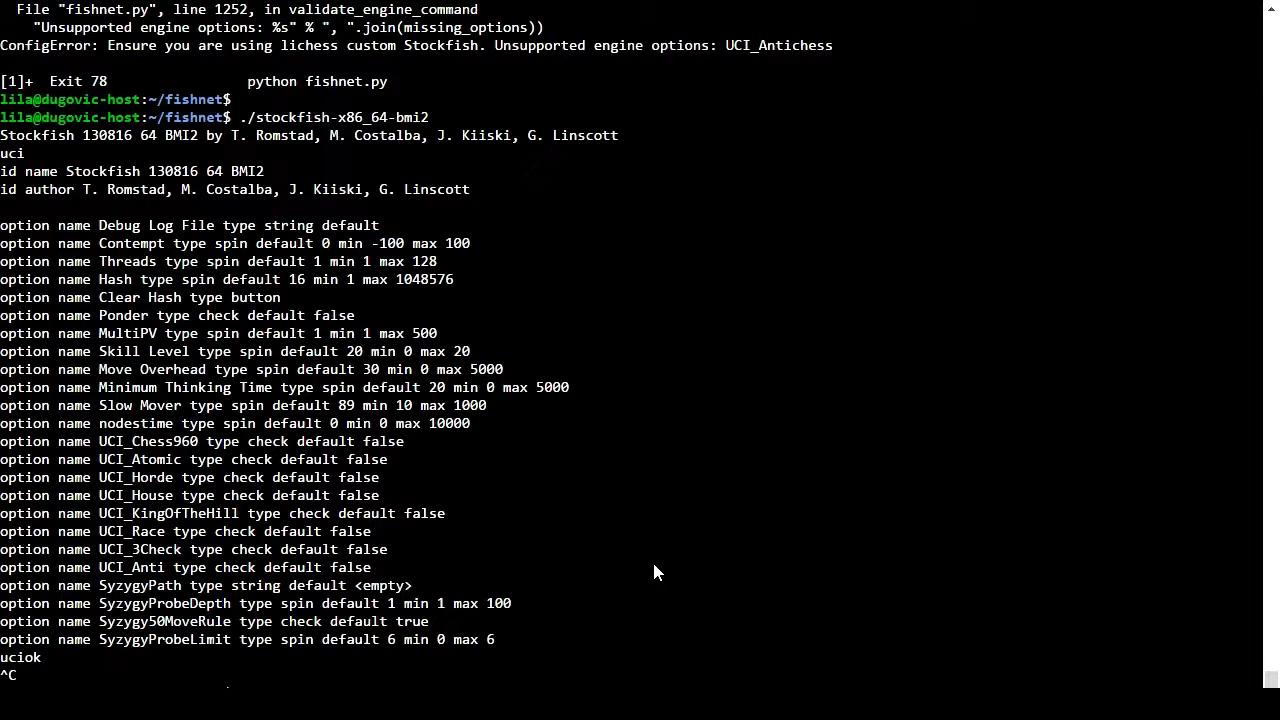 File "fishnet.py", line 1252, in validate_engine_command
"Unsupported engine options: %s" % ", ".join(missing_options))
ConfigError: Ensure you are using lichess custom Stockfish. Unsupported engine options: UCI_Antichess
[1]+  Exit 78                 python fishnet.py
lila@dugovic-host:~/fishnet$
lila@dugovic-host:~/fishnet$ ./stockfish-x86_64-bmi2
Stockfish 130816 64 BMI2 by T. Romstad, M. Costalba, J. Kiiski, G. Linscott
uci
id name Stockfish 130816 64 BMI2
id author T. Romstad, M. Costalba, J. Kiiski, G. Linscott
option name Debug Log File type string default
option name Contempt type spin default 0 min -100 max 100
option name Threads type spin default 1 min 1 max 128
option name Hash type spin default 16 min 1 max 1048576
option name Clear Hash type button
option name Ponder type check default false
option name MultiPV type spin default 1 min 1 max 500
option name Skill Level type spin default 20 min 0 max 20
option name Move Overhead type spin default 30 min 0 max 5000
option name Minimum Thinking Time type spin default 20 min 0 max 5000
option name Slow Mover type spin default 89 min 10 max 1000
option name nodestime type spin default 0 min 0 max 10000
option name UCI_Chess960 type check default false
option name UCI_Atomic type check default false
option name UCI_Horde type check default false
option name UCI_House type check default false
option name UCI_KingOfTheHill type check default false
option name UCI_Race type check default false
option name UCI_3Check type check default false
option name UCI_Anti type check default false
option name SyzygyPath type string default <empty>
option name SyzygyProbeDepth type spin default 1 min 1 max 100
option name Syzygy50MoveRule type check default true
option name SyzygyProbeLimit type spin default 6 min 0 max 6
uciok
^C